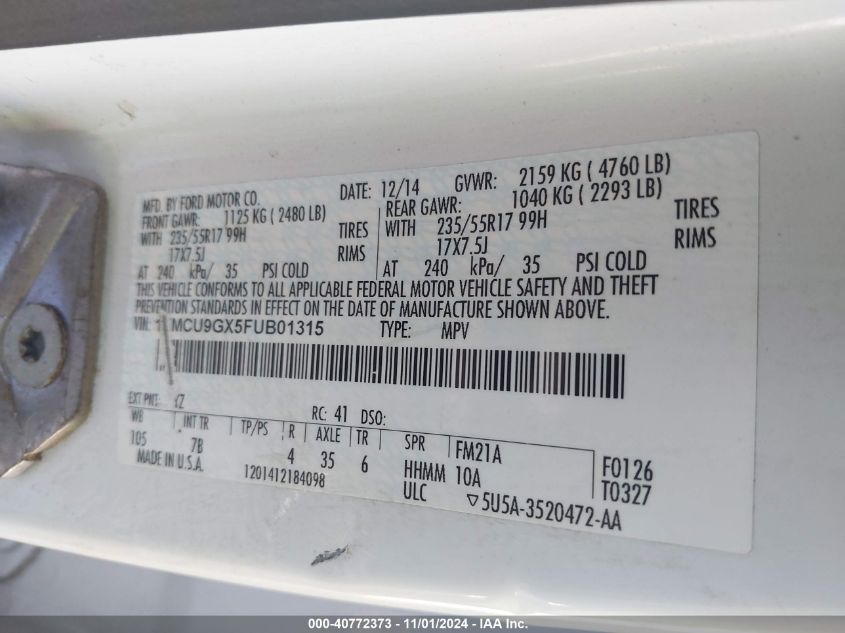 MFD. BY FORD MOTOR CO. DATE: 12/14 GVWR: 2159 KG ( 4760 LB)
FRONT GAWR: 1125 KG ( 2480 LB) REAR GAWR: 1040 KG ( 2293 LB)
WITH 235/55R17 99H TIRES WITH 235/55R17 99H TIRES
17X7.5J RIMS 17X7.5J RIMS
AT 240 kPa/ 35 PSI COLD AT 240 kPa/ 35 PSI COLD
THIS VEHICLE CONFORMS TO ALL APPLICABLE FEDERAL MOTOR VEHICLE SAFETY AND THEFT
PREVENTION STANDARDS IN EFFECT ON THE DATE OF MANUFACTURE SHOWN ABOVE.
VIN: MCU9GX5FUB01315 TYPE: MPV
EXT PNT: RC: 41 DSO:
WB INT TR TP/PS R AXLE TR SPR FM21A F0126
105 7B 4 35 6 HHMM 10A T0327
MADE IN U.S.A. 1201412184098 ULC ▽5U5A-3520472-AA
000-40772373 - 11/01/2024 - IAA Inc.